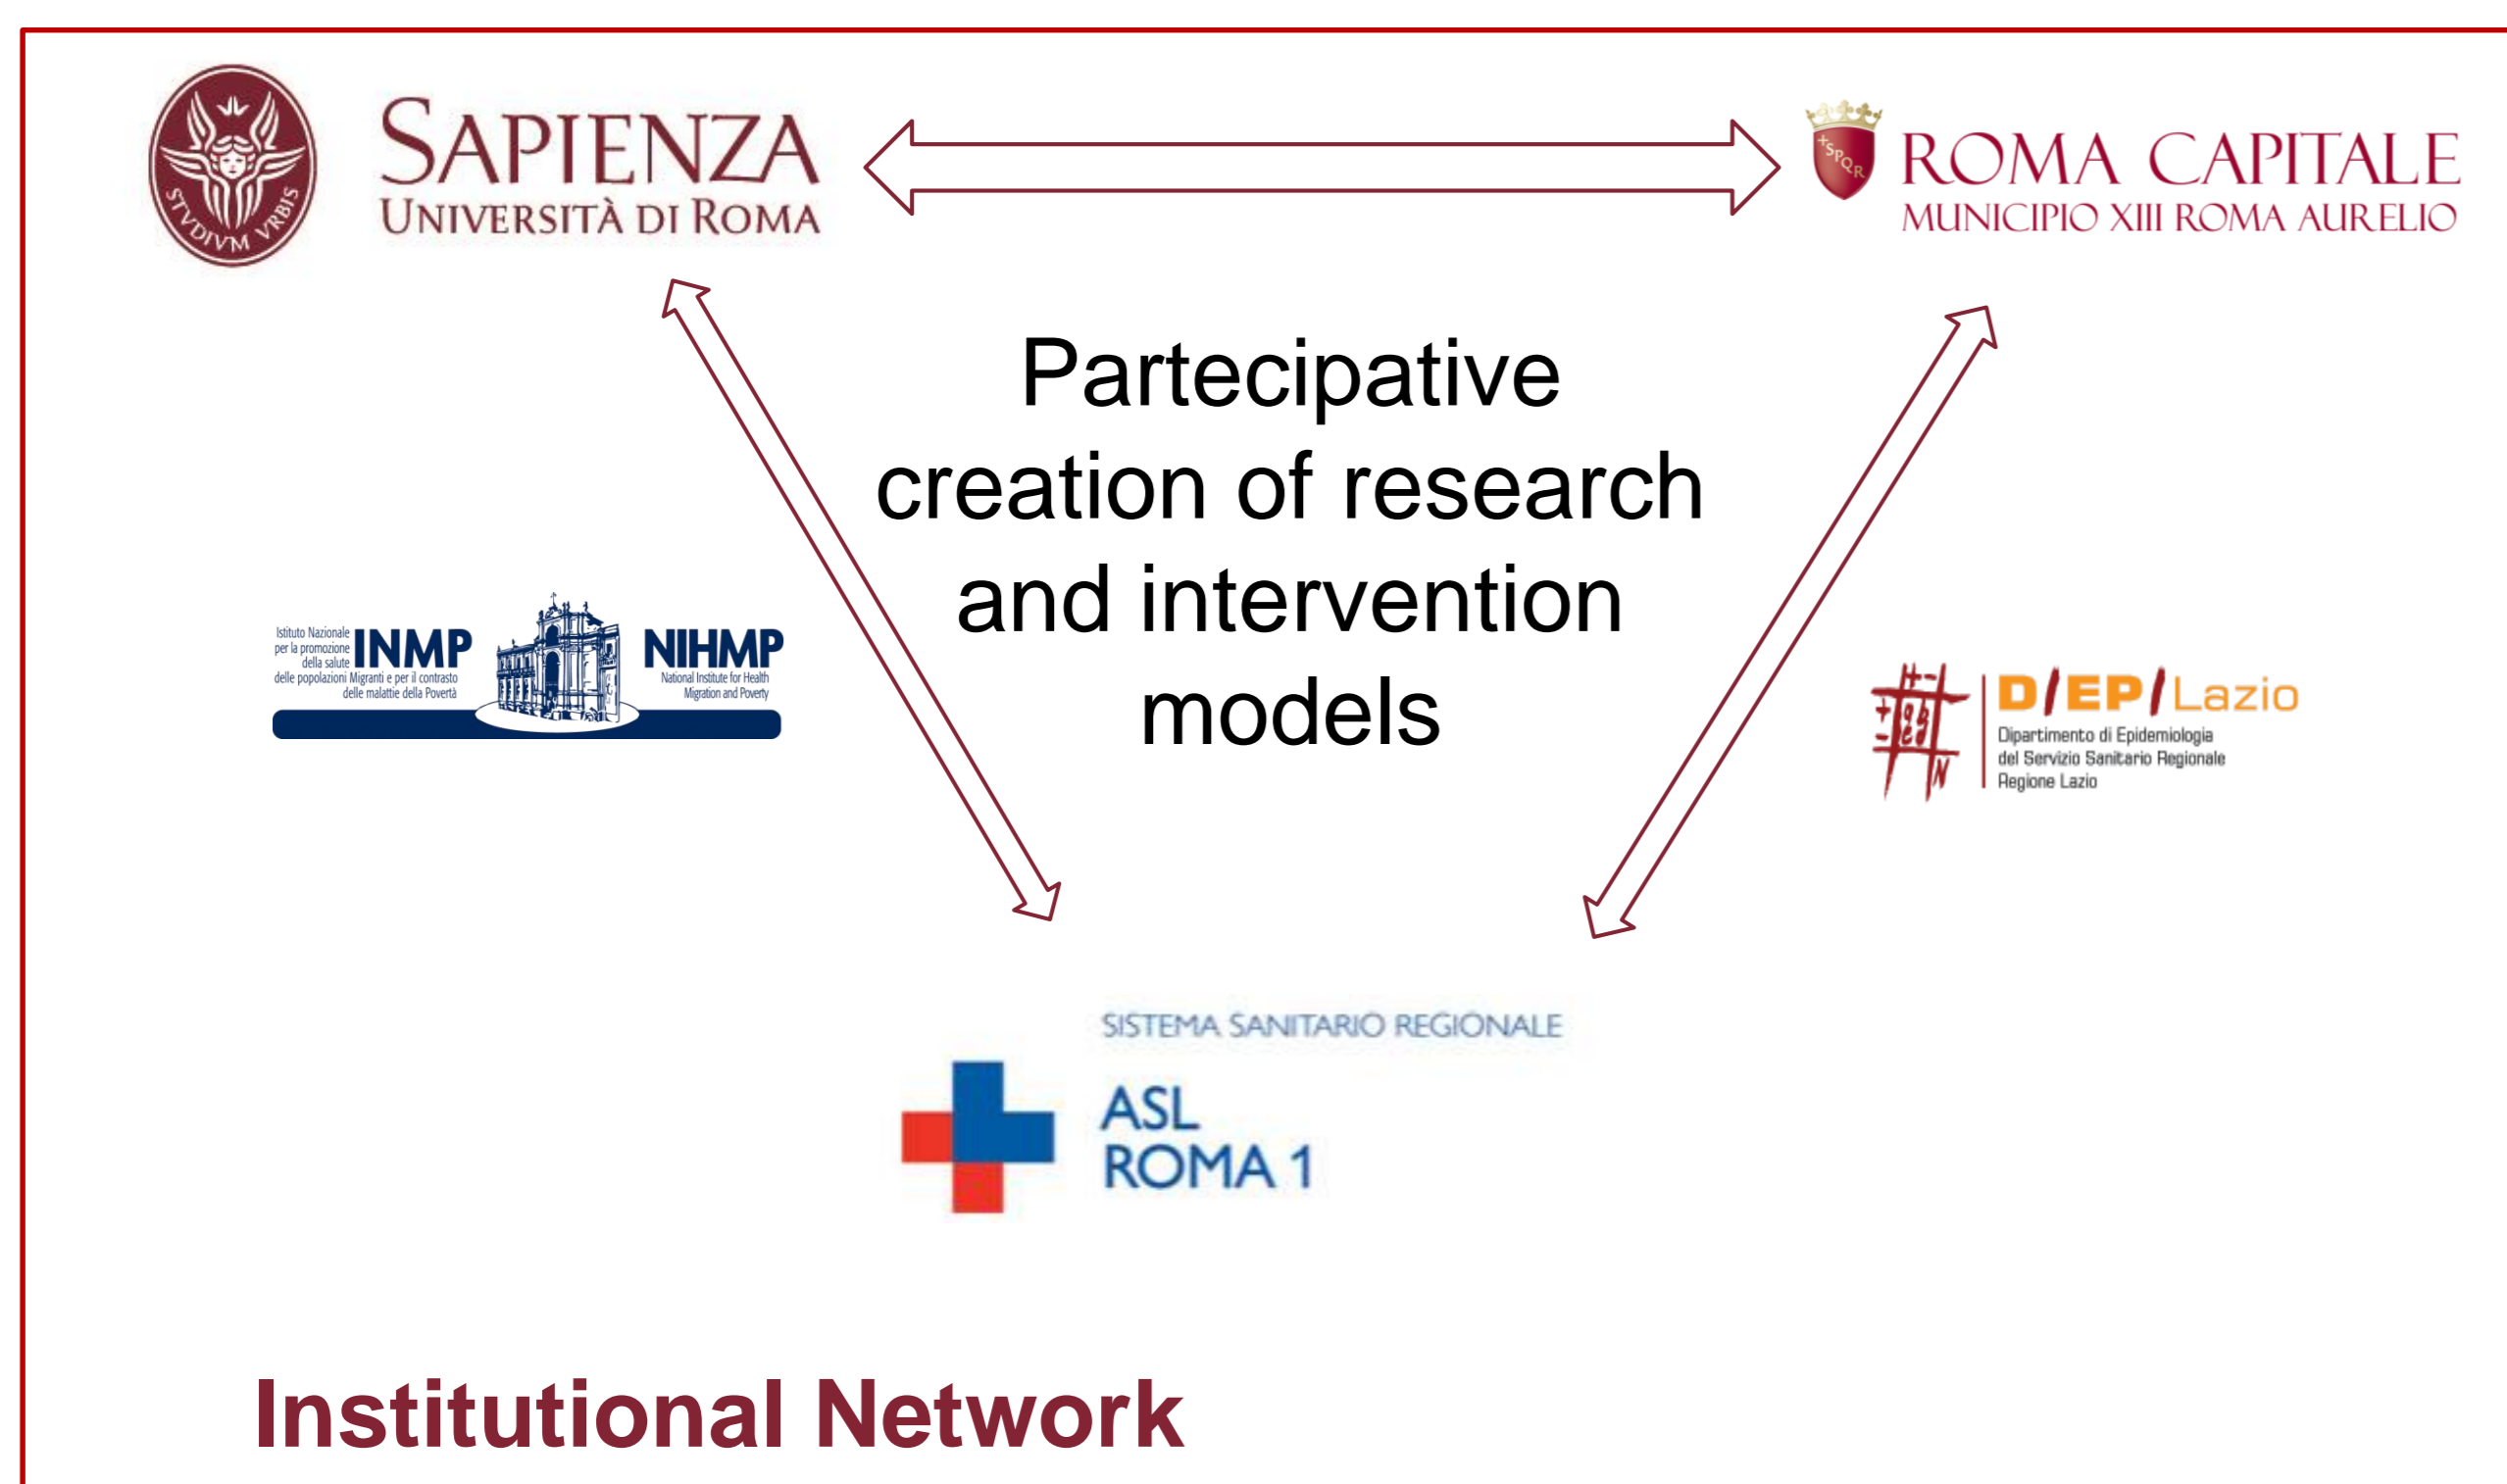 SAPIENZA
UNIVERSITÀ DI ROMA
STVDIVM VRBIS
SPQR
ROMA CAPITALE
MUNICIPIO XIII ROMA AURELIO
Partecipative
creation of research
and intervention
models
Istituto Nazionale
per la promozione
della salute
delle popolazioni Migranti e per il contrasto
delle malattie della Povertà
INMP
NIHMP
National Institute for Health
Migration and Poverty
D/EP/Lazio
Dipartimento di Epidemiologia
del Servizio Sanitario Regionale
Regione Lazio
SISTEMA SANITARIO REGIONALE
ASL
ROMA 1
Institutional Network